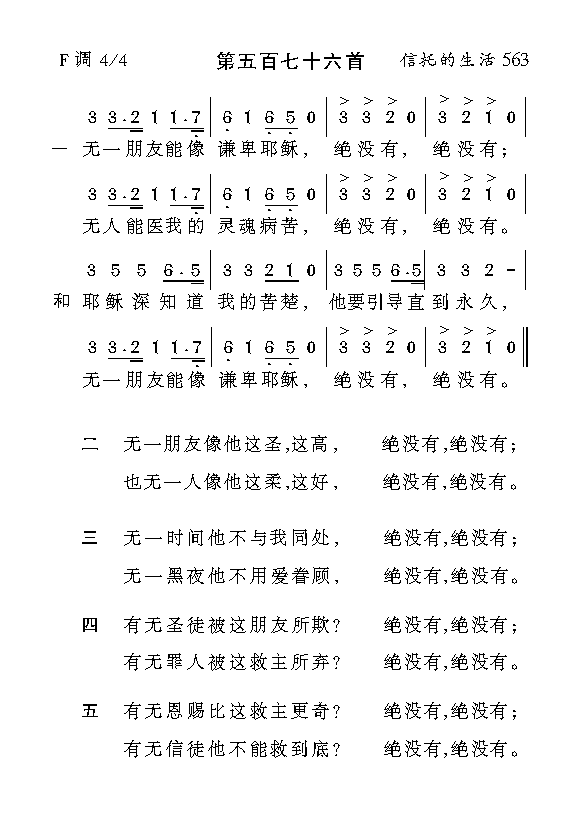 F 调 4/4 第五百七十六首 信托的生活 563
3 3·2 1 1·7 | 6 1 6 5 0 | 3 3 2 0 | 3 2 1 0 |
一 无一朋友能像 谦卑耶稣， 绝没有， 绝没有；
3 3·2 1 1·7 | 6 1 6 5 0 | 3 3 2 0 | 3 2 1 0 |
无人能医我的 灵魂病苦， 绝没有， 绝没有。
3 5 5 6·5 | 3 3 2 1 0 | 3 5 5 6·5 | 3 3 2 -
和 耶稣深知道 我的苦楚， 他要引导直到永久，
3 3·2 1 1·7 | 6 1 6 5 0 | 3 3 2 0 | 3 2 1 0 ‖
无一朋友能像 谦卑耶稣， 绝没有， 绝没有。
二 无一朋友像他这圣,这高， 绝没有,绝没有；
也无一人像他这柔,这好， 绝没有,绝没有。
三 无一时间他不与我同处， 绝没有,绝没有；
无一黑夜他不用爱眷顾， 绝没有,绝没有。
四 有无圣徒被这朋友所欺？ 绝没有,绝没有；
有无罪人被这救主所弃？ 绝没有,绝没有。
五 有无恩赐比这救主更奇？ 绝没有,绝没有；
有无信徒他不能救到底？ 绝没有,绝没有。